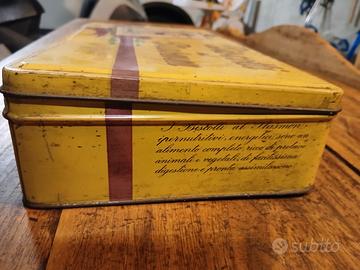 I Biscotti al Plasmon
ipernutritivi, energetici, sono un
alimento completo, ricco di proteine
animali e vegetali, di facilissima
digestione e pronta assimilazione
subito